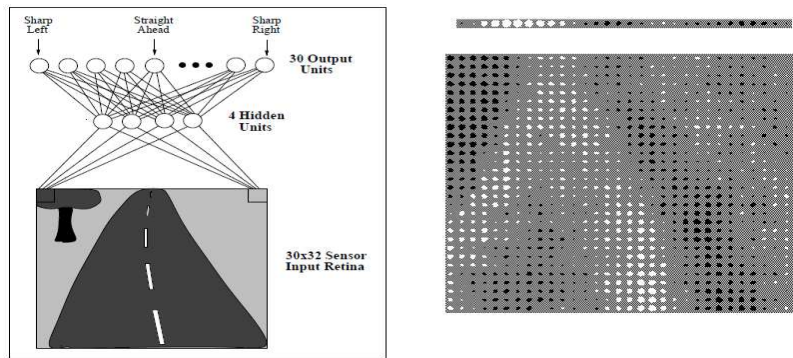 Sharp Left
Straight Ahead
Sharp Right
30 Output Units
4 Hidden Units
30x32 Sensor Input Retina